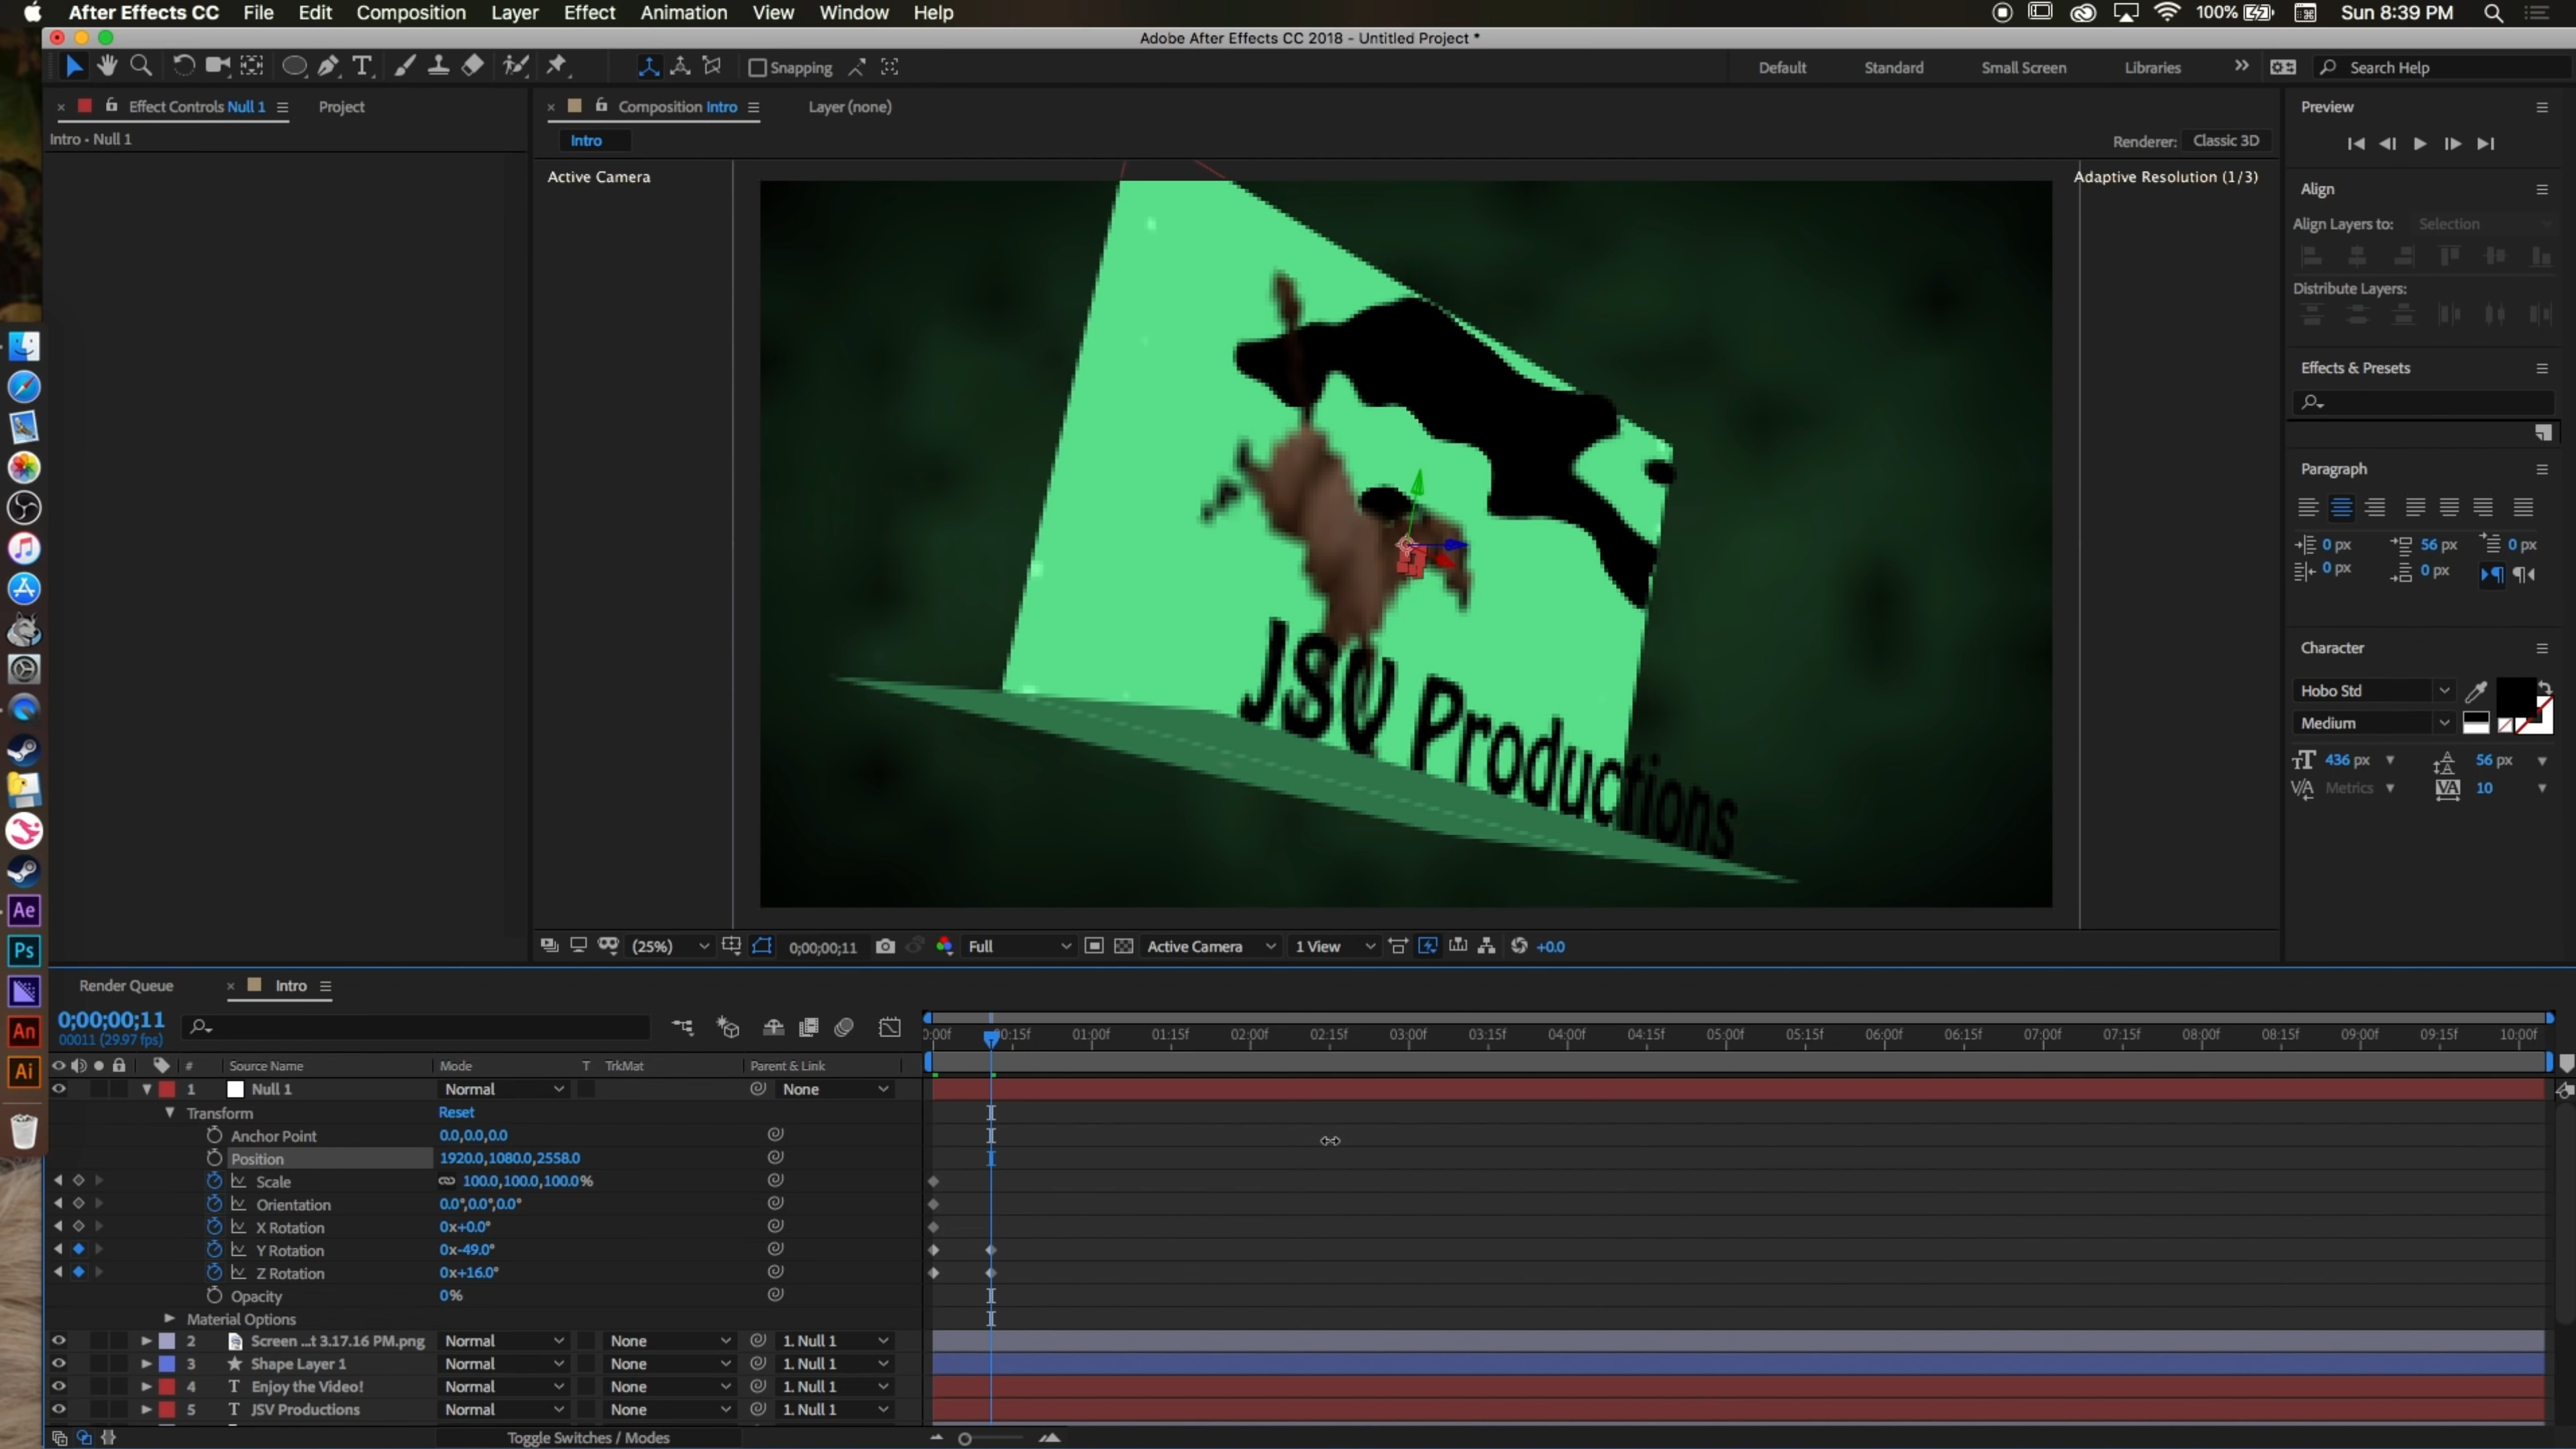 After Effects CC File Edit Composition Layer Effect Animation View Window Help 100% Sun 8:39 PM
Adobe After Effects CC 2018 - Untitled Project *
Snapping Default Standard Small Screen Libraries Search Help
Effect Controls Null 1 Project Composition Intro Layer (none) Preview
Intro • Null 1 Intro Renderer: Classic 3D
Active Camera Adaptive Resolution (1/3)
Align
Align Layers to: Selection
Distribute Layers:
Effects & Presets
Paragraph
0 px 56 px 0 px
0 px 0 px
JSV Productions
Character
Hobo Std
Medium
436 px 56 px
Metrics 10
(25%) 0;00;00;11 Full Active Camera 1 View +0.0
Ae
Ps
An
Ai
Render Queue Intro
0;00;00;11
00011 (29.97 fps)
0:00f 00:15f 01:00f 01:15f 02:00f 02:15f 03:00f 03:15f 04:00f 04:15f 05:00f 05:15f 06:00f 06:15f 07:00f 07:15f 08:00f 08:15f 09:00f 09:15f 10:00f
# Source Name Mode T TrkMat Parent & Link
1 Null 1 Normal None
Transform Reset
Anchor Point 0.0,0.0,0.0
Position 1920.0,1080.0,2558.0
Scale 100.0,100.0,100.0%
Orientation 0.0°,0.0°,0.0°
X Rotation 0x+0.0°
Y Rotation 0x-49.0°
Z Rotation 0x+16.0°
Opacity 0%
Material Options
2 Screen ...t 3.17.16 PM.png Normal None 1. Null 1
3 Shape Layer 1 Normal None 1. Null 1
4 T Enjoy the Video! Normal None 1. Null 1
5 T JSV Productions Normal None 1. Null 1
Toggle Switches / Modes